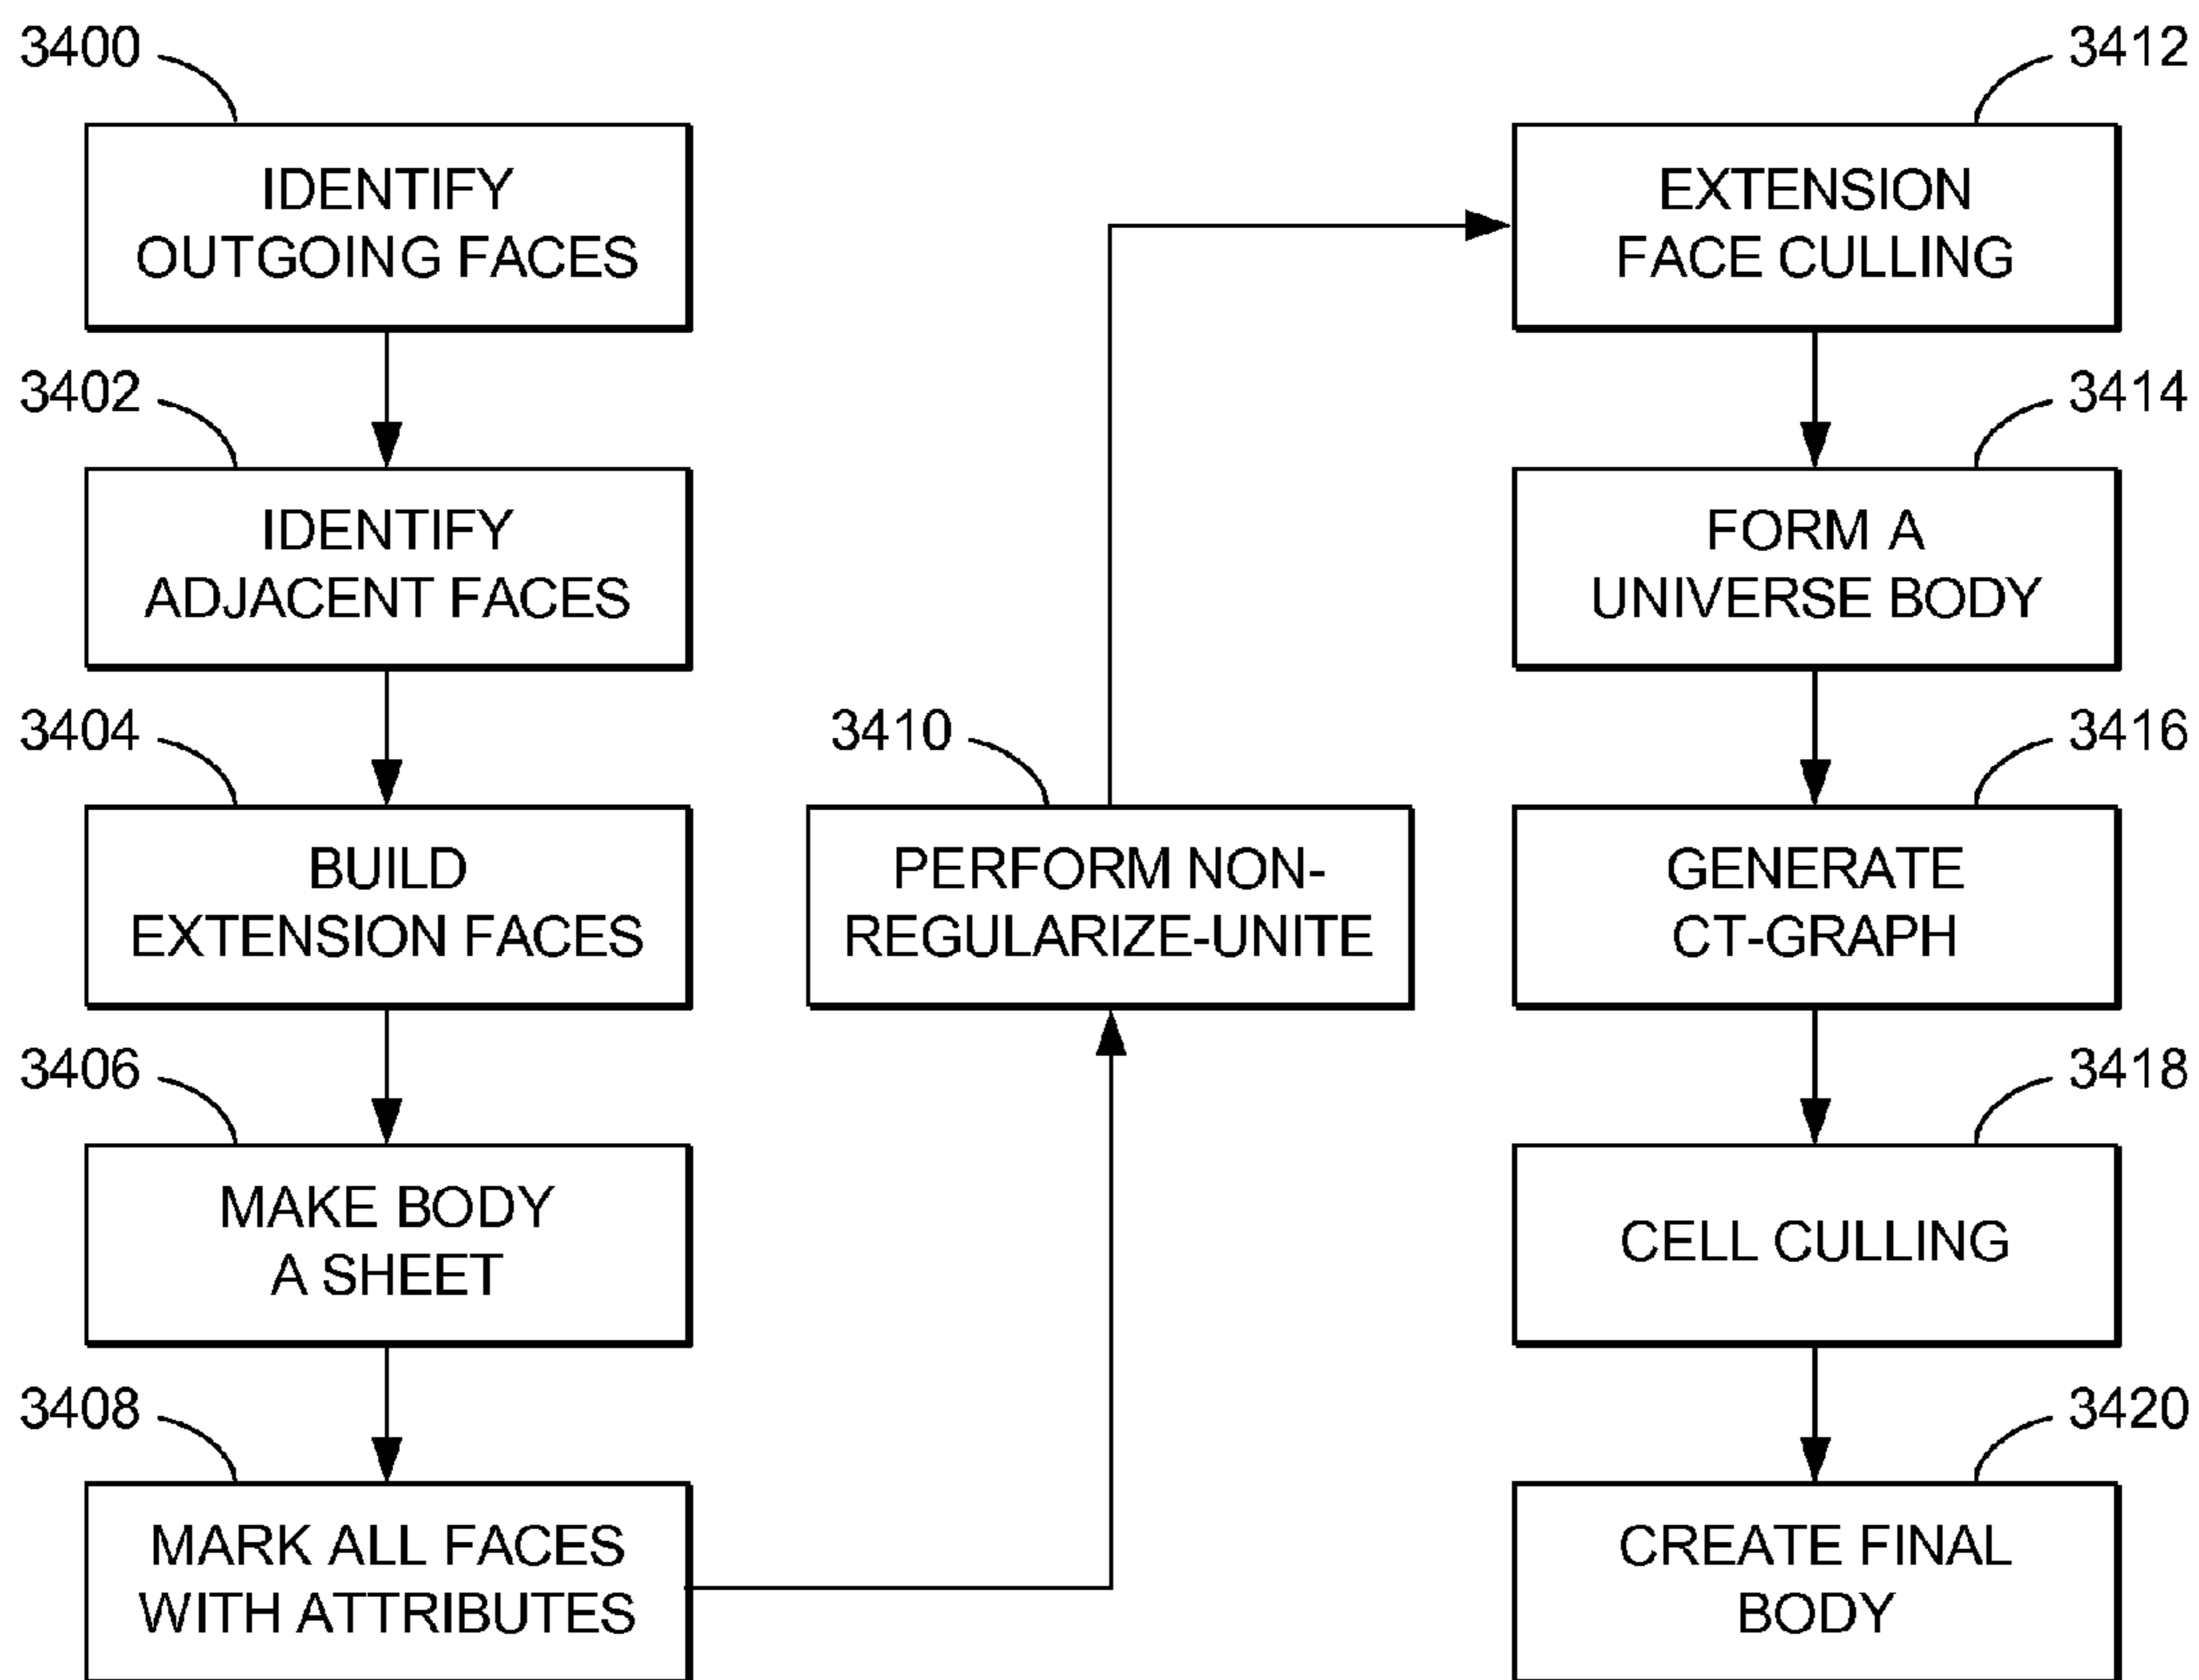 3400
IDENTIFY
OUTGOING FACES
3402
IDENTIFY
ADJACENT FACES
3404
BUILD
EXTENSION FACES
3406
MAKE BODY
A SHEET
3408
MARK ALL FACES
WITH ATTRIBUTES
3410
PERFORM NON-
REGULARIZE-UNITE
3412
EXTENSION
FACE CULLING
3414
FORM A
UNIVERSE BODY
3416
GENERATE
CT-GRAPH
3418
CELL CULLING
3420
CREATE FINAL
BODY